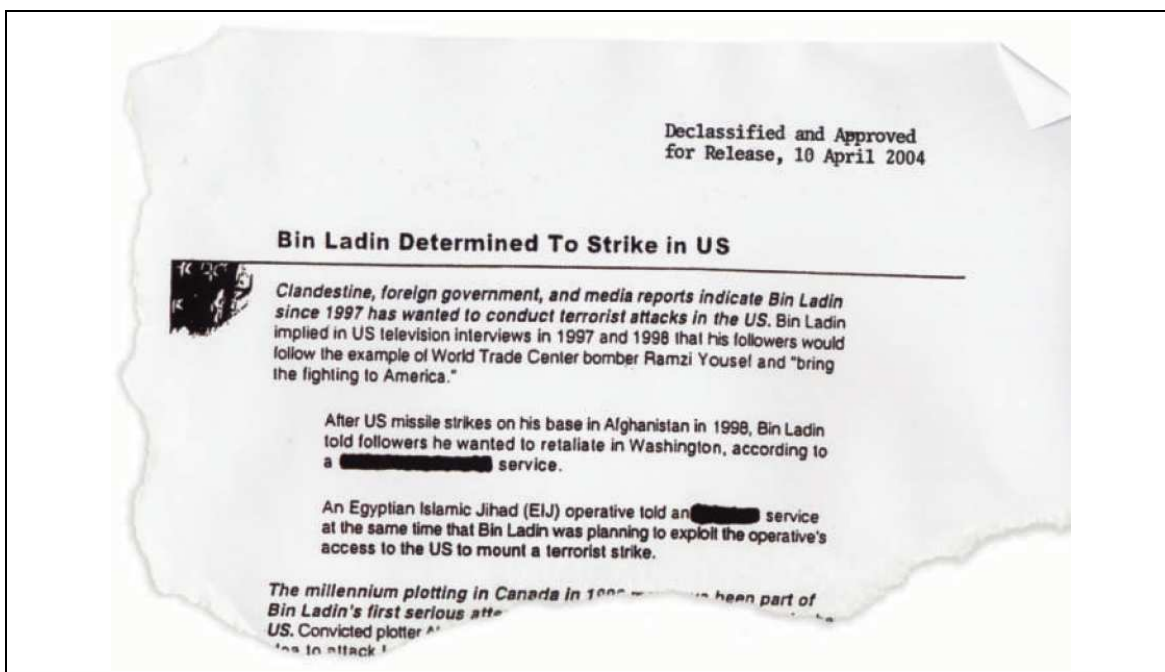 Declassified and Approved
for Release, 10 April 2004
Bin Ladin Determined To Strike in US
Clandestine, foreign government, and media reports indicate Bin Ladin
since 1997 has wanted to conduct terrorist attacks in the US. Bin Ladin
implied in US television interviews in 1997 and 1998 that his followers would
follow the example of World Trade Center bomber Ramzi Yousef and "bring
the fighting to America."
After US missile strikes on his base in Afghanistan in 1998, Bin Ladin
told followers he wanted to retaliate in Washington, according to
a service.
An Egyptian Islamic Jihad (EIJ) operative told an service
at the same time that Bin Ladin was planning to exploit the operative's
access to the US to mount a terrorist strike.
The millennium plotting in Canada in been part of
Bin Ladin's first serious
US. Convicted plotter
to attack